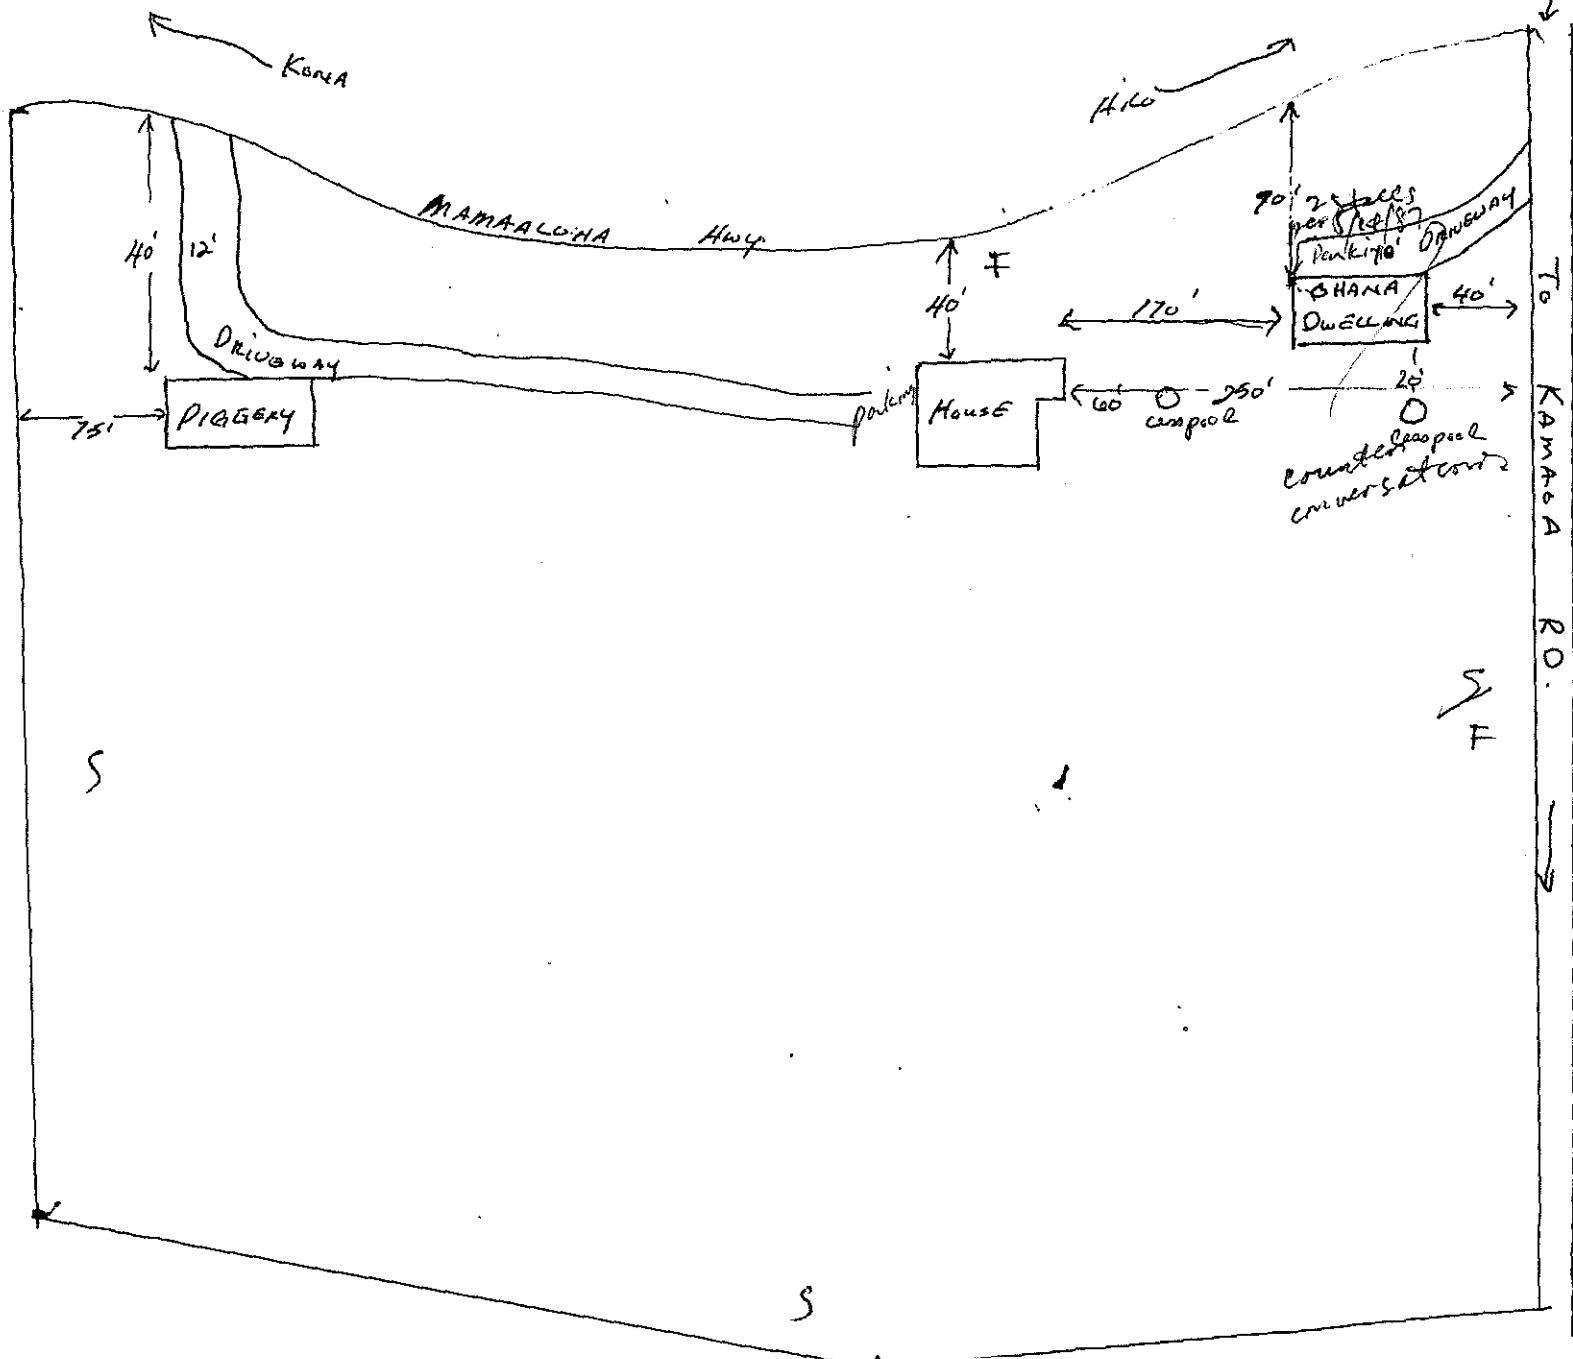 KONA
HILO
MAMAALOHA HWY.
40'
12'
DRIVEWAY
75'
PIGGERY
40'
F
parking
HOUSE
170'
90'
2 stalls
per
Parking
DRIVEWAY
OHANA
DWELLING
40'
60'
cesspool
250'
20'
cesspool
TO KAMAOA RD.
S
F
S
S